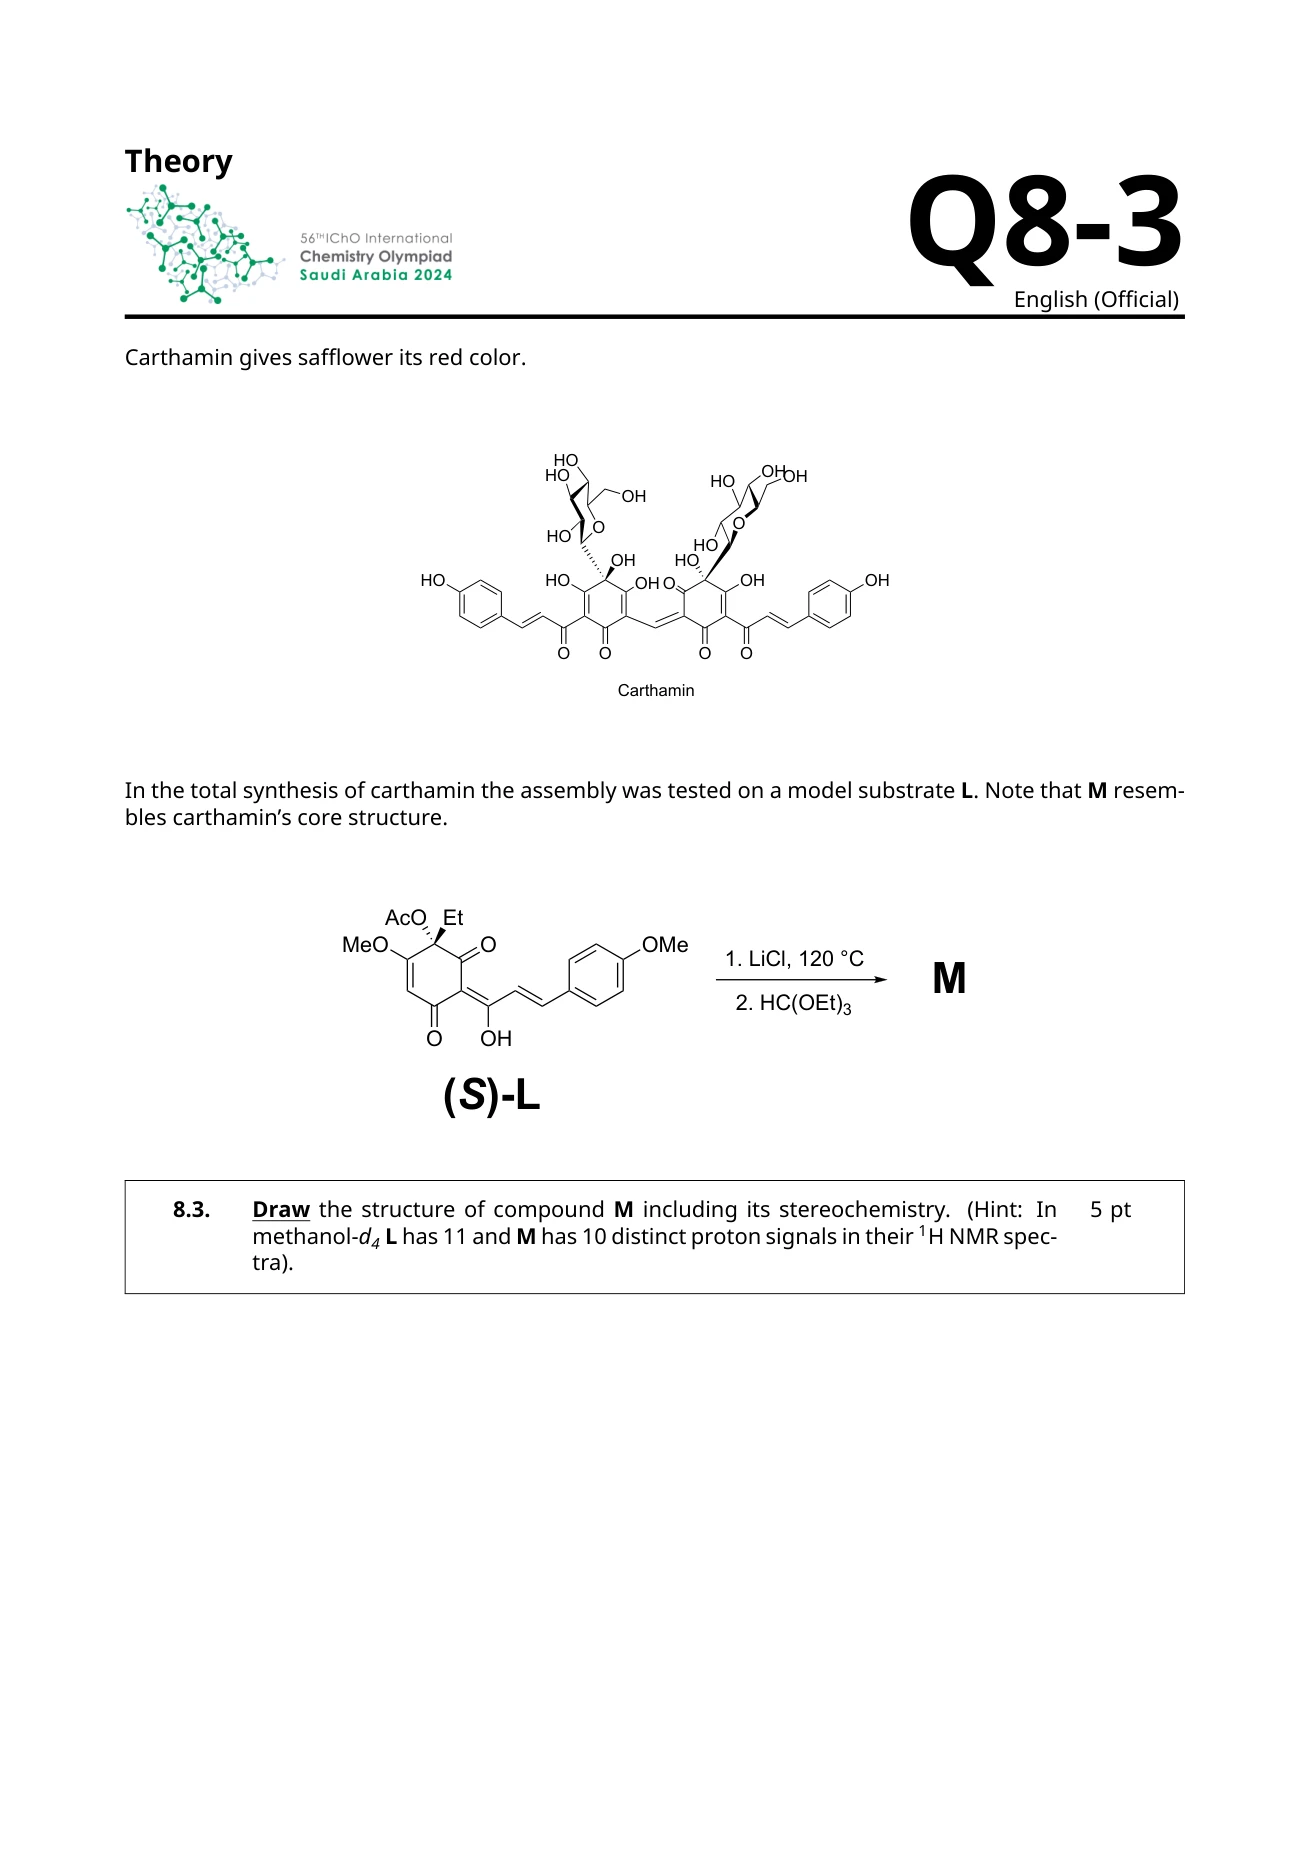 Theory
Q8-3
56THIChO International
Chemistry Olympiad
Saudi Arabia 2024
English (Official)
Carthamin gives safflower its red color.
HO
HO
OH
HO
O
HO
OH
OH
HO
O
HO
OH
HO
HO
HO
OH
O
OH
OH
O
O
O
O
Carthamin
In the total synthesis of carthamin the assembly was tested on a model substrate L. Note that M resem-
bles carthamin's core structure.
AcO
Et
MeO
O
OMe
O
OH
1. LiCl, 120 °C
2. HC(OEt)3
M
(S)-L
8.3. Draw the structure of compound M including its stereochemistry. (Hint: In 5 pt
methanol-d4 L has 11 and M has 10 distinct proton signals in their 1H NMR spec-
tra).